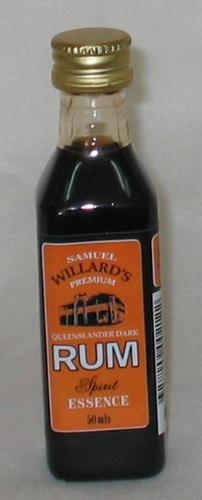 SAMUEL
WILLARD'S
PREMIUM
QUEENSLANDER DARK
RUM
Spirit
ESSENCE
50 mls